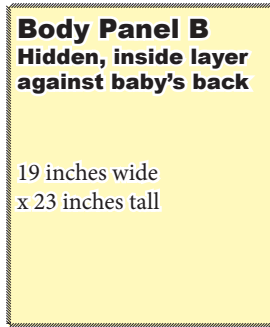 Body Panel B
Hidden, inside layer
against baby’s back
19 inches wide
x 23 inches tall